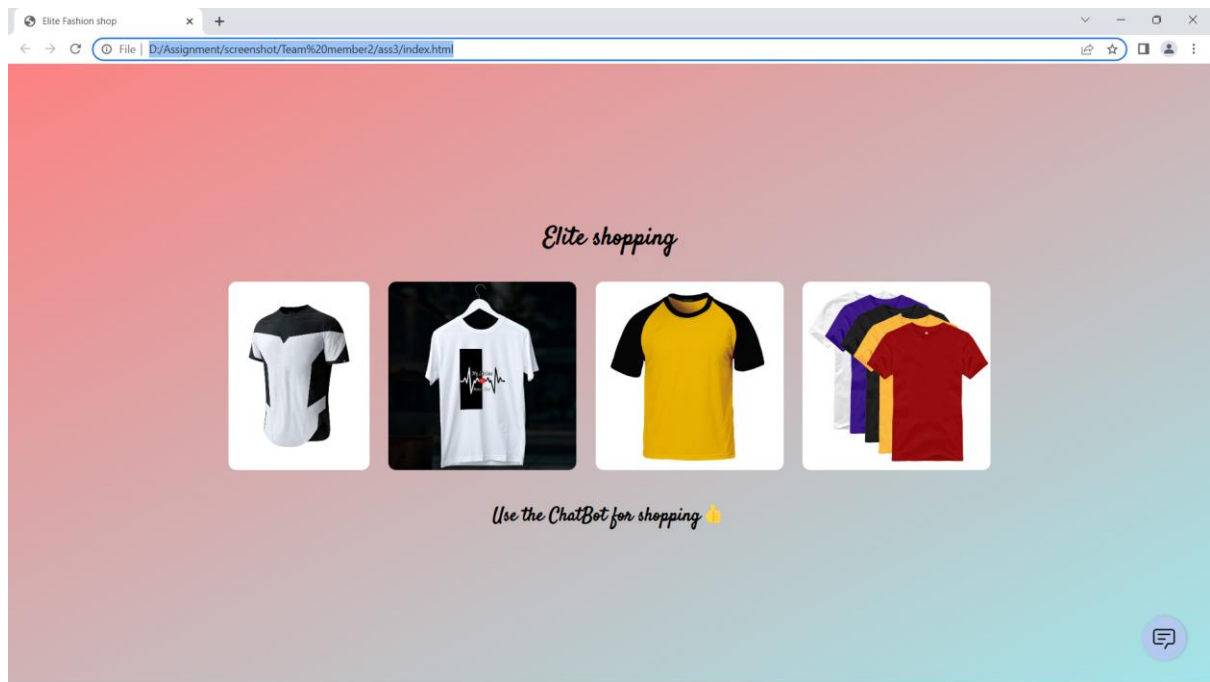 Elite Fashion shop
File
D:/Assignment/screenshot/Team%20member2/ass3/index.html
Elite shopping
Use the ChatBot for shopping 👍